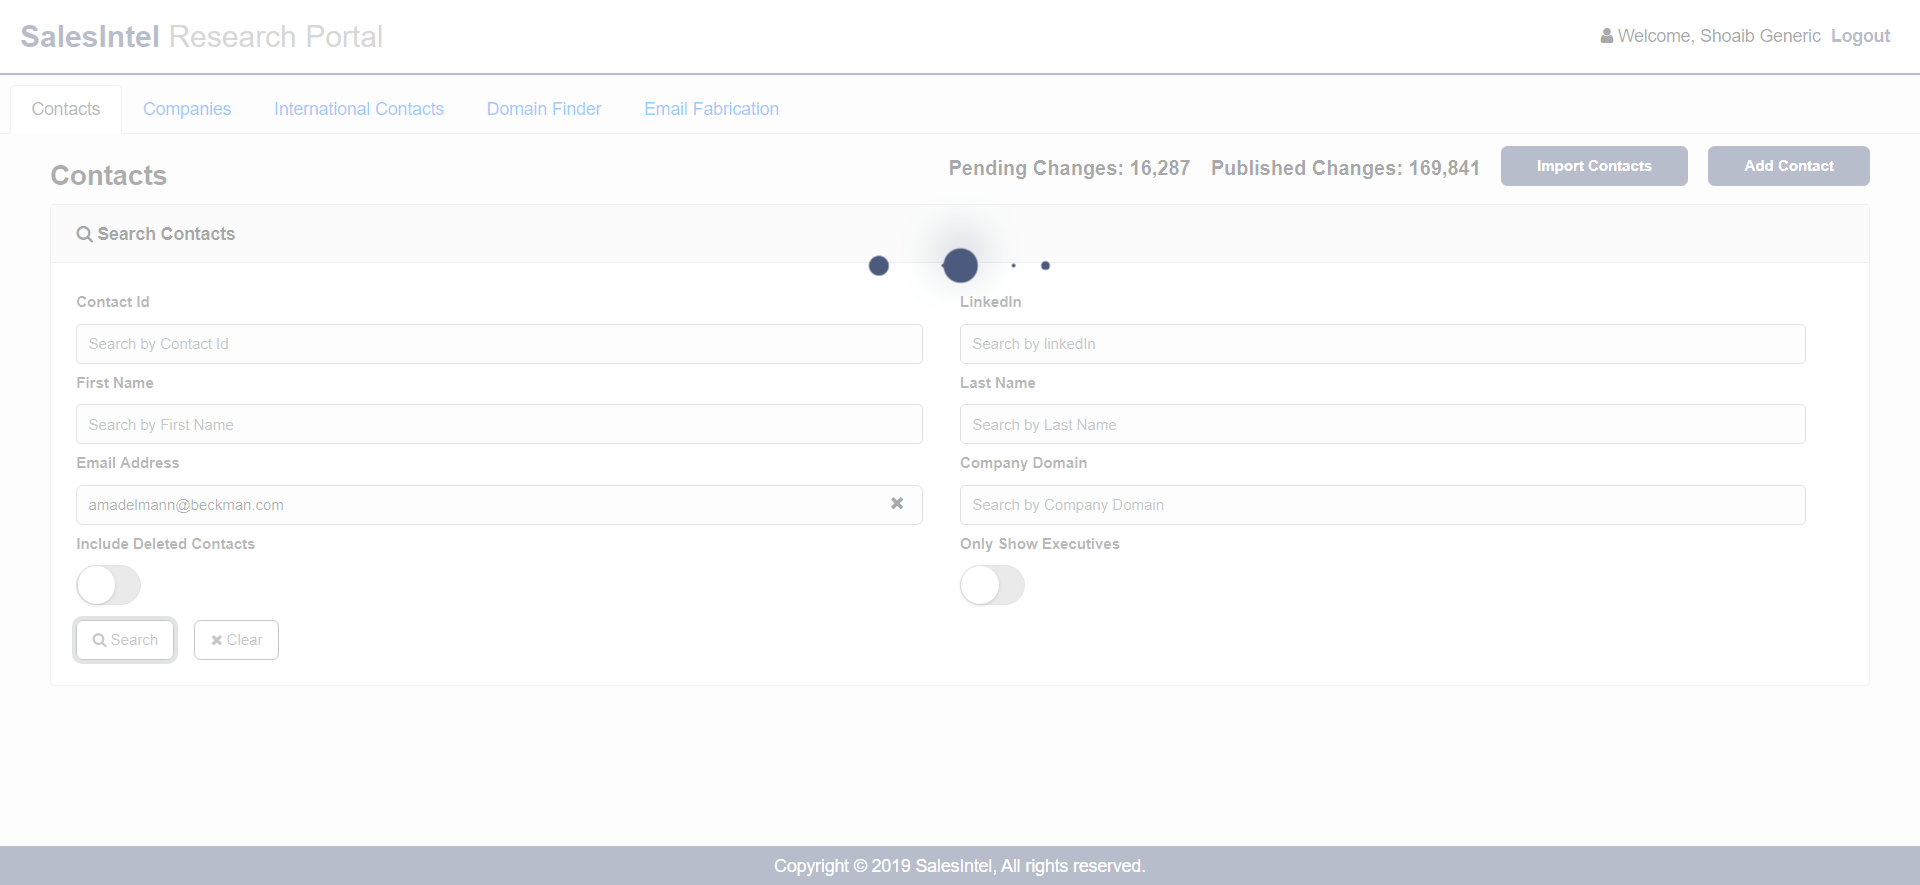 SalesIntel Research Portal
Welcome, Shoaib Generic Logout
Contacts Companies International Contacts Domain Finder Email Fabrication
Contacts
Pending Changes: 16,287 Published Changes: 169,841 Import Contacts Add Contact
Search Contacts
Contact Id LinkedIn
Search by Contact Id Search by linkedIn
First Name Last Name
Search by First Name Search by Last Name
Email Address Company Domain
amadelmann@beckman.com Search by Company Domain
Include Deleted Contacts Only Show Executives
Search Clear
Copyright © 2019 SalesIntel, All rights reserved.